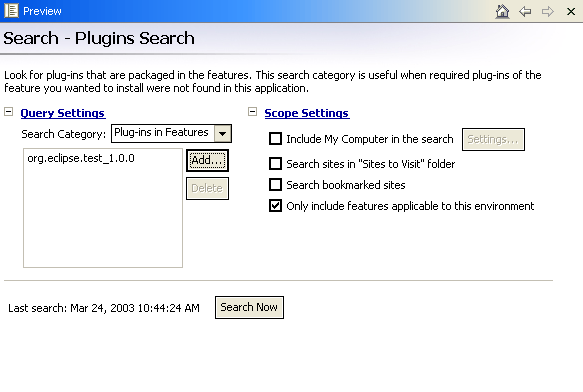 Preview
Search - Plugins Search
Look for plug-ins that are packaged in the features. This search category is useful when required plug-ins of the
feature you wanted to install were not found in this application.
Query Settings
Search Category: Plug-ins in Features
org.eclipse.test_1.0.0
Add...
Delete
Scope Settings
Include My Computer in the search Settings...
Search sites in "Sites to Visit" folder
Search bookmarked sites
Only include features applicable to this environment
Last search: Mar 24, 2003 10:44:24 AM Search Now